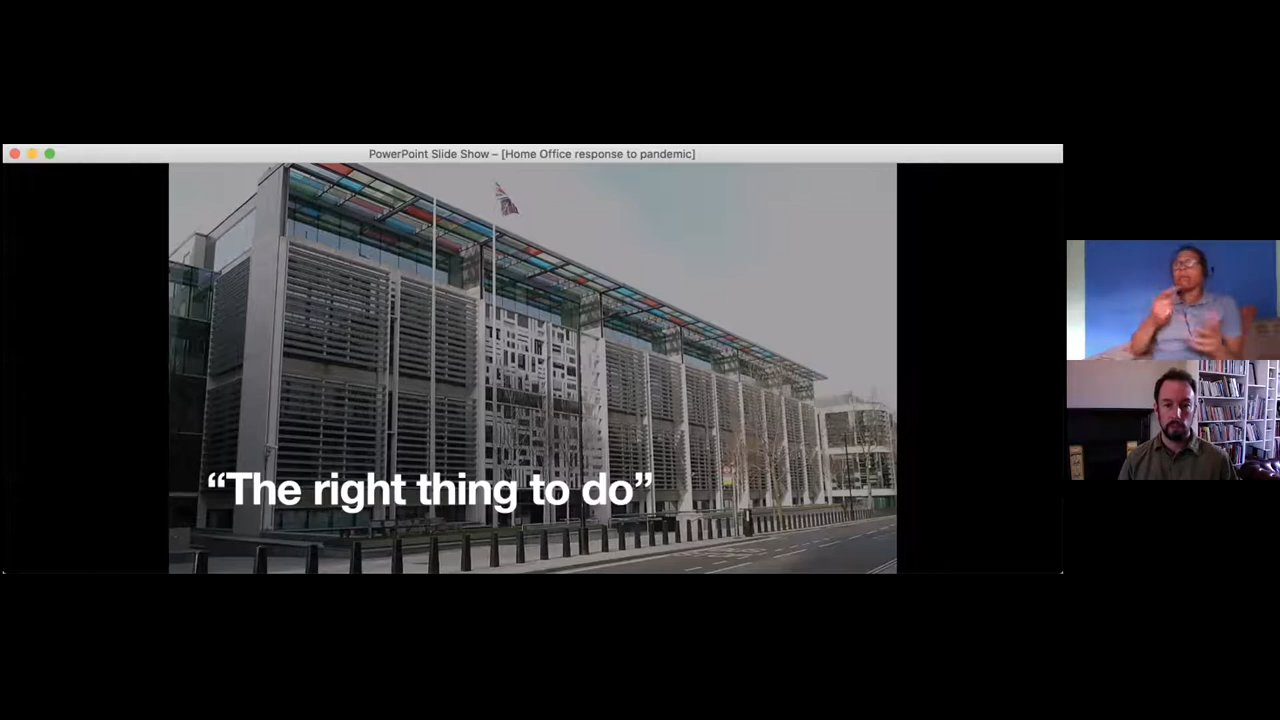 PowerPoint Slide Show – [Home Office response to pandemic]
“The right thing to do”